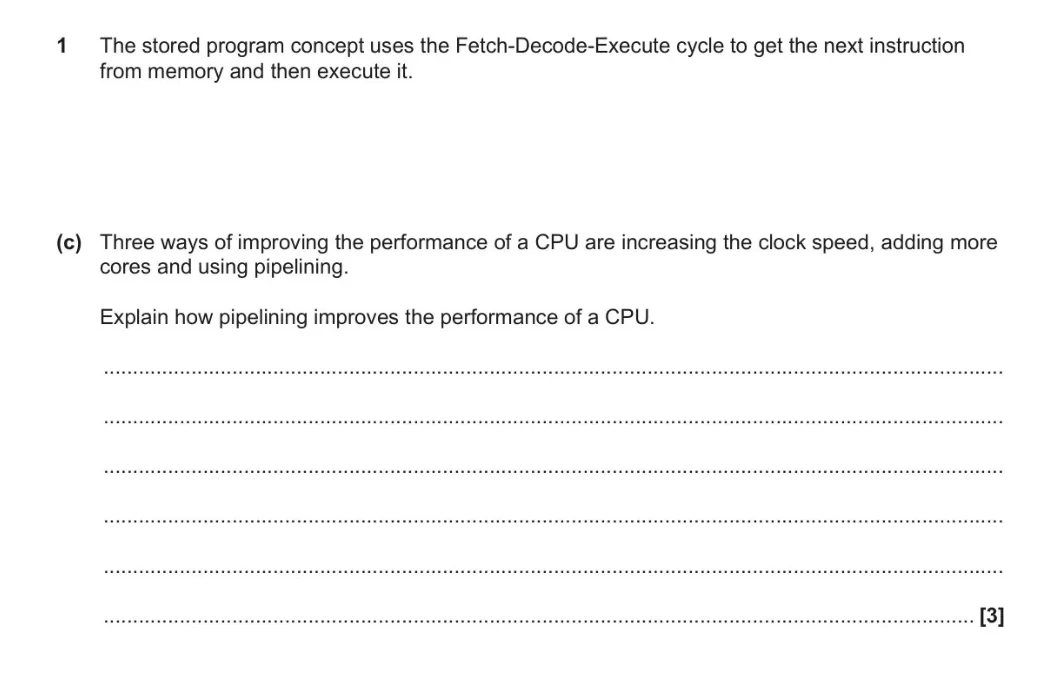 1 The stored program concept uses the Fetch-Decode-Execute cycle to get the next instruction
from memory and then execute it.
(c) Three ways of improving the performance of a CPU are increasing the clock speed, adding more
cores and using pipelining.
Explain how pipelining improves the performance of a CPU.
[3]